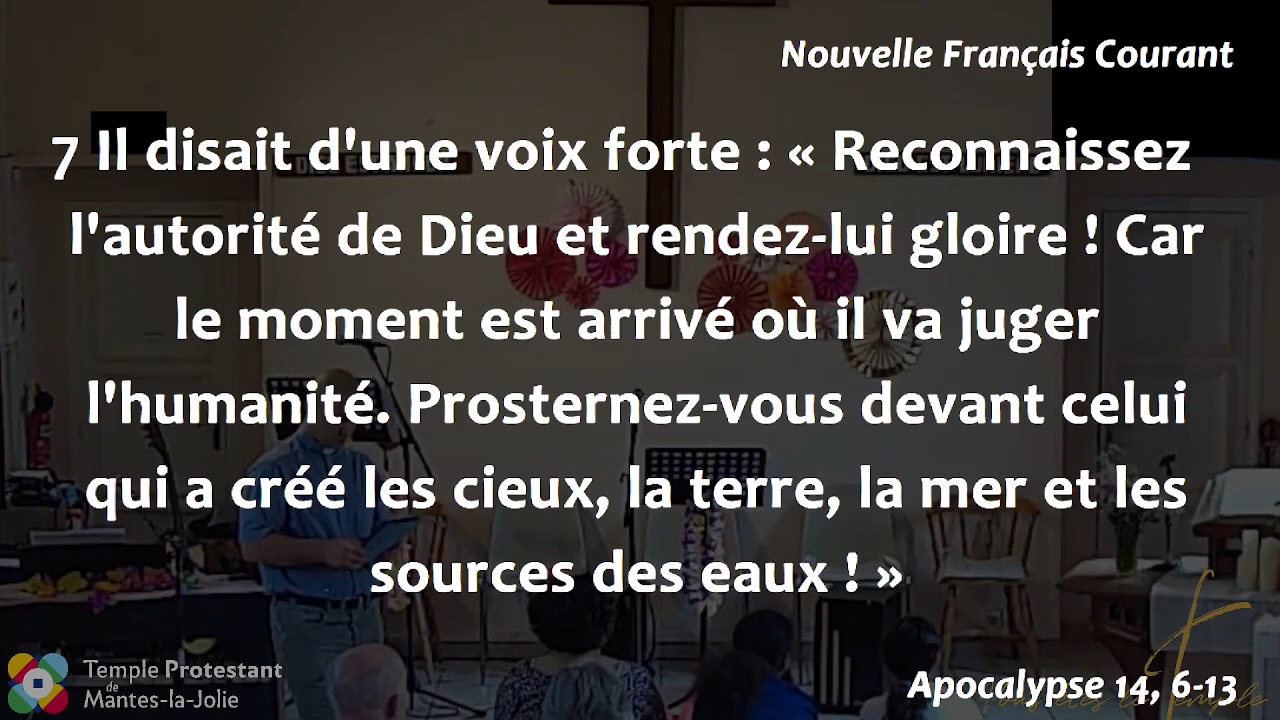 Nouvelle Français Courant
7 Il disait d'une voix forte : « Reconnaissez
l'autorité de Dieu et rendez-lui gloire ! Car
le moment est arrivé où il va juger
l'humanité. Prosternez-vous devant celui
qui a créé les cieux, la terre, la mer et les
sources des eaux ! »
Temple Protestant
de
Mantes-la-Jolie
Apocalypse 14, 6-13